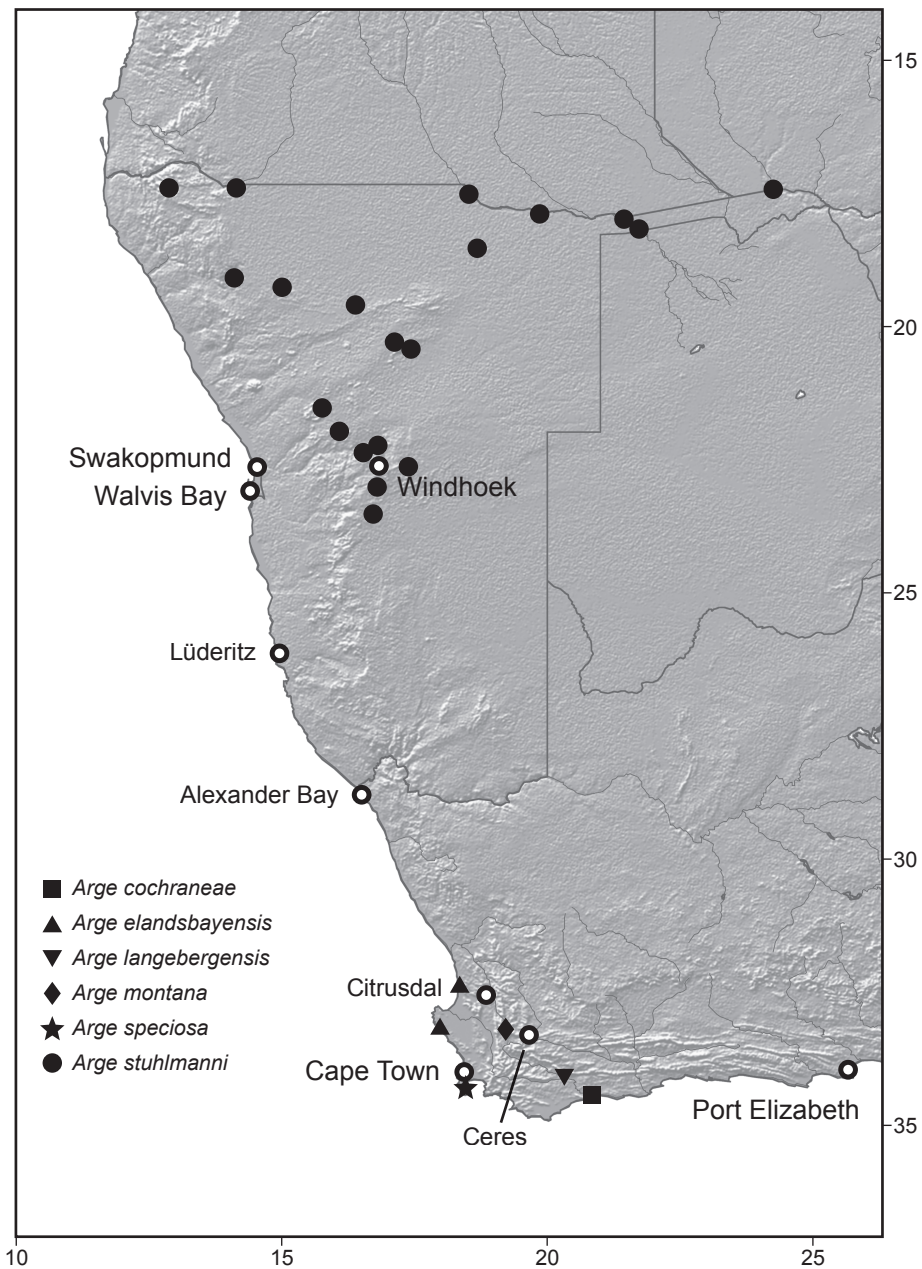 15
20
Swakopmund
Walvis Bay
Windhoek
25
Lüderitz
Alexander Bay
30
Arge cochraneae
Arge elandsbayensis
Arge langebergensis
Arge montana
Arge speciosa
Arge stuhlmanni
Citrusdal
Cape Town
Port Elizabeth
Ceres
35
10 15 20 25